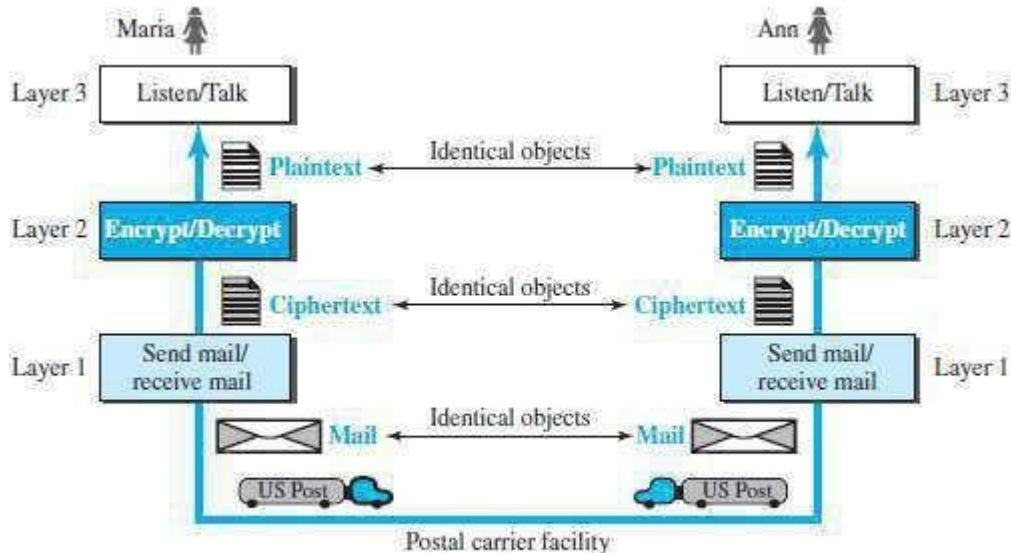 Maria
Ann
Layer 3
Listen/Talk
Listen/Talk
Layer 3
Plaintext
Identical objects
Plaintext
Layer 2
Encrypt/Decrypt
Encrypt/Decrypt
Layer 2
Ciphertext
Identical objects
Ciphertext
Layer 1
Send mail/
receive mail
Send mail/
receive mail
Layer 1
Mail
Identical objects
Mail
US Post
US Post
Postal carrier facility